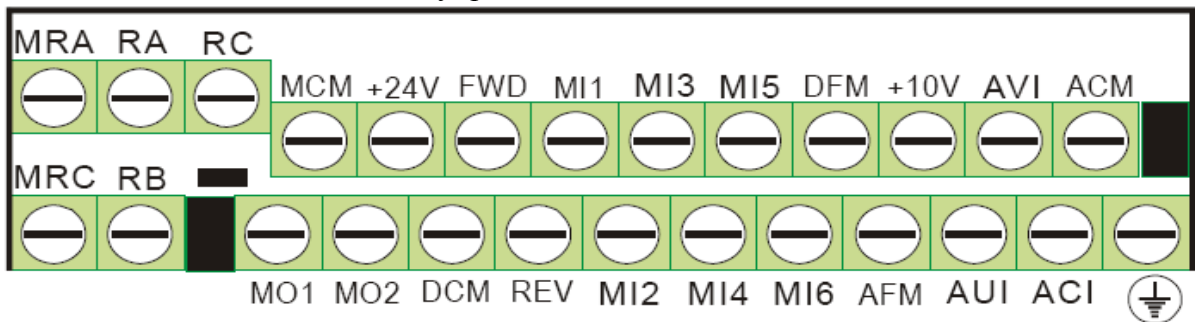 MRA RA RC
MCM +24V FWD MI1 MI3 MI5 DFM +10V AVI ACM
MRC RB
MO1 MO2 DCM REV MI2 MI4 MI6 AFM AUI ACI